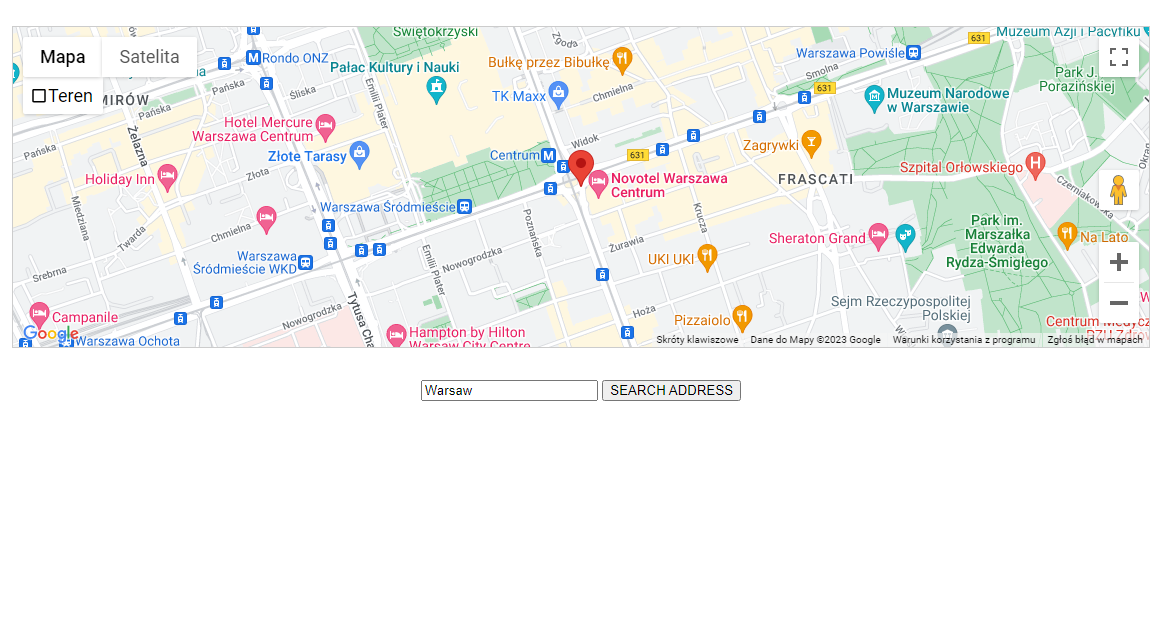 Świętokrzyski
Muzeum Azji i Pacyfiku
Zgoda
631
Mapa
Satelita
Rondo ONZ
Warszawa Powiśle
Bułkę przez Bibułkę
Pałac Kultury i Nauki
Smolna
Park J.
Poraźińskiej
Teren
MIRÓW
Pańska
Pańska
Śliska
Emilii Plater
TK Maxx
Chmielna
631
Muzeum Narodowe
w Warszawie
Hotel Mercure
Warszawa Centrum
Żelazna
Widok
Zagrywki
Pańska
Złote Tarasy
Centrum
631
Szpital Orłowskiego
Holiday Inn
Złota
Novotel Warszawa
Centrum
FRASCATI
Czerniakowska
Miedziana
Warszawa Śródmieście
Krucza
Poznańska
Twarda
Chmielna
Żurawia
Sheraton Grand
Park im.
Marszałka
Edwarda
Rydza-Śmigłego
Na Lato
Warszawa
Śródmieście WKD
Nowogrodzka
UKI UKI
Srebrna
Emilii Plater
Tytusa Cha
Hoża
Sejm Rzeczypospolitej
Polskiej
Campanile
Nowogrodzka
Pizzaiolo
Google
Warszawa Ochota
Hampton by Hilton
Warsaw City Centre
Centrum Medycz
PZU Zdrow
Skróty klawiszowe
Dane do Mapy ©2023 Google
Warunki korzystania z programu
Zgłoś błąd w mapach
Warsaw
SEARCH ADDRESS